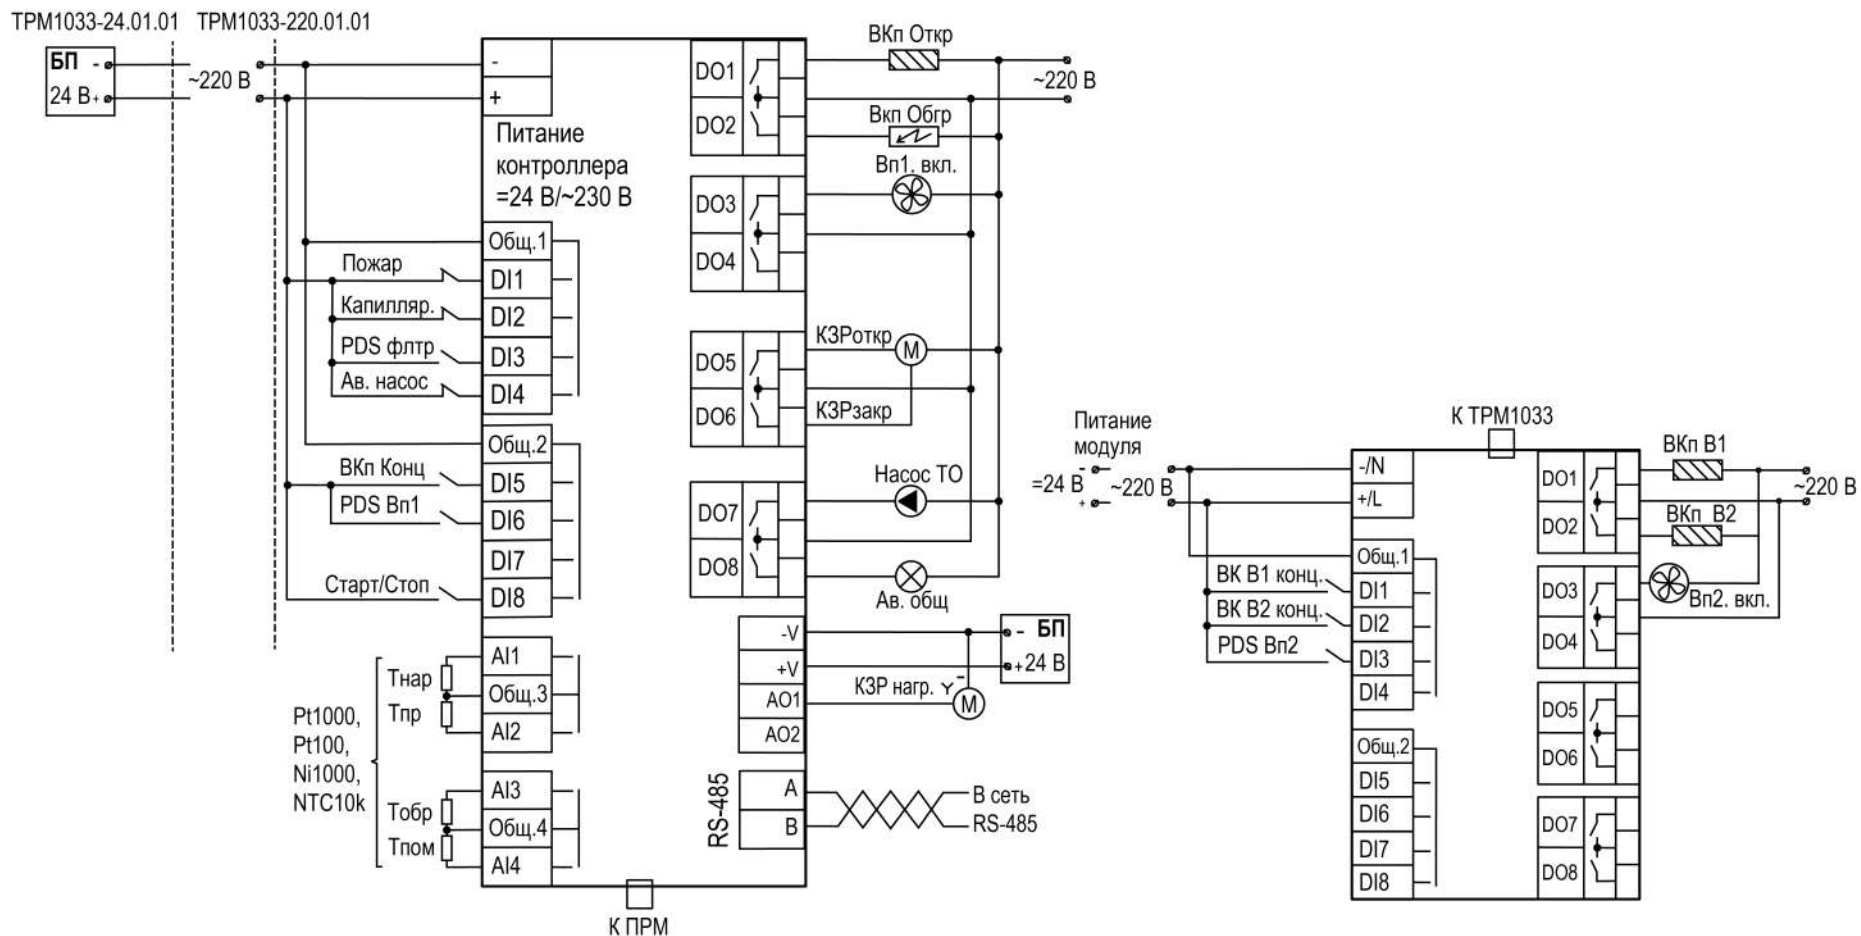 ТРМ1033-24.01.01 ТРМ1033-220.01.01
БП -
24 В+
~220 В
-
+
Питание
контроллера
=24 В/~230 В
Общ.1
Пожар
DI1
Капилляр.
DI2
PDS флтр
DI3
Ав. насос
DI4
Общ.2
ВКп Конц
DI5
PDS Вп1
DI6
DI7
Старт/Стоп
DI8
AI1
Тнар
Общ.3
Тпр
AI2
Pt1000,
Pt100,
Ni1000,
NTC10k
AI3
Тобр
Общ.4
Тпом
AI4
К ПРМ
DO1
DO2
DO3
DO4
DO5
DO6
DO7
DO8
ВКп Откр
~220 В
Вкп Обгр
Вп1. вкл.
КЗРоткр
M
КЗРзакр
Насос ТО
Ав. общ
-V
+V
AO1
AO2
- БП
+24 В
КЗР нагр. Y -
M
RS-485
A
B
В сеть
RS-485
К ТРМ1033
Питание
модуля
-
=24 В
+
~220 В
-/N
+/L
Общ.1
ВК В1 конц.
DI1
ВК В2 конц.
DI2
PDS Вп2
DI3
DI4
Общ.2
DI5
DI6
DI7
DI8
DO1
DO2
DO3
DO4
DO5
DO6
DO7
DO8
ВКп В1
~220 В
ВКп В2
Вп2. вкл.